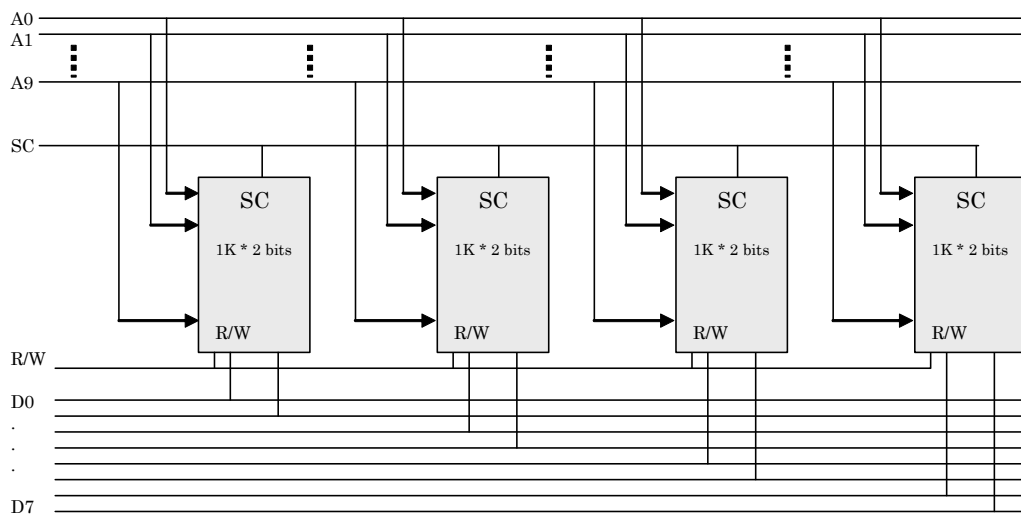 A0
A1
A9
SC
SC SC SC SC
1K * 2 bits 1K * 2 bits 1K * 2 bits 1K * 2 bits
R/W R/W R/W R/W
R/W
D0
.
.
.
D7